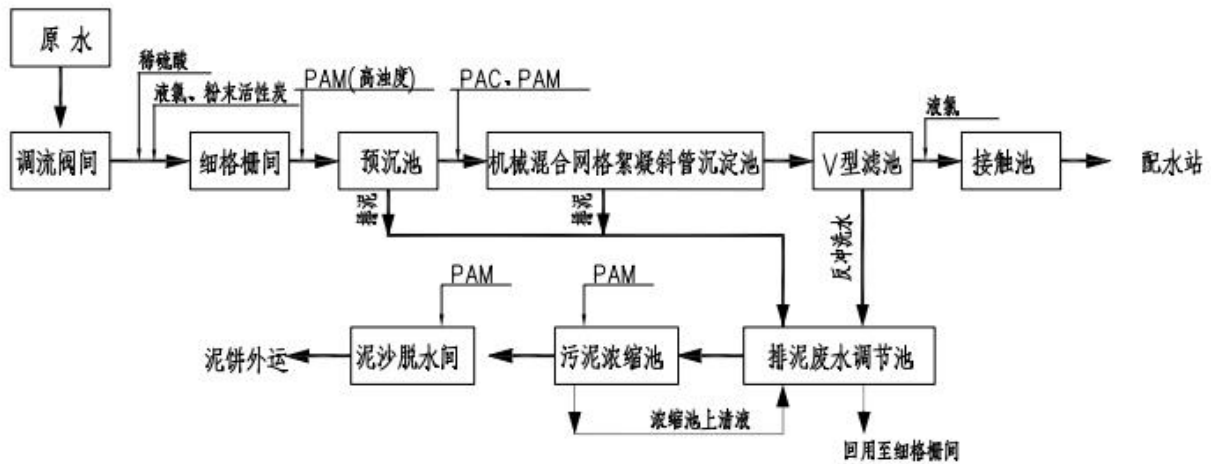 原水
稀硫酸
液氯、粉末活性炭
PAM(高浊度)
PAC、PAM
液氯
调流阀间
细格栅间
预沉池
机械混合网格絮凝斜管沉淀池
V型滤池
接触池
配水站
排泥
排泥
反冲洗水
PAM
PAM
泥饼外运
泥沙脱水间
污泥浓缩池
排泥废水调节池
浓缩池上清液
回用至细格栅间